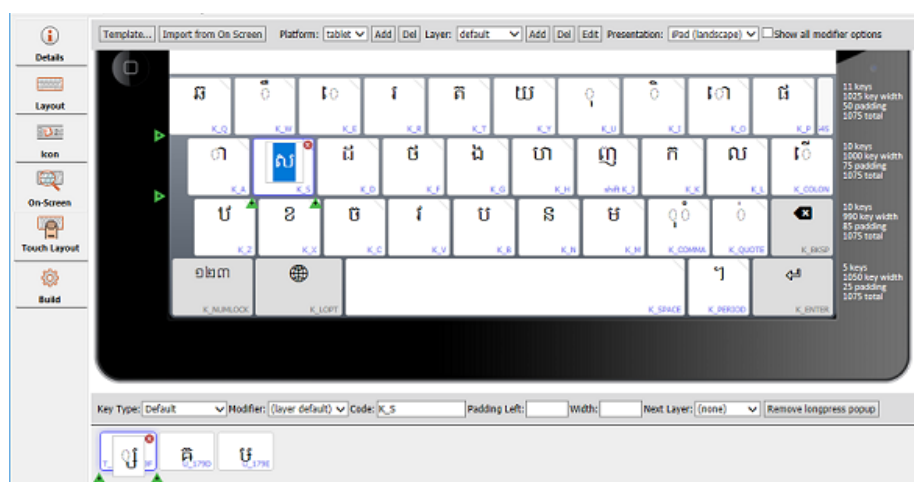 Template... Import from On Screen Platform: tablet Add Del Layer: default Add Del Edit Presentation: iPad (landscape) Show all modifier options
Details
Layout
Icon
On-Screen
Touch Layout
Build
ឆ ឹ េ រ ត យ ុ ិ ោ ផ
K_Q K_W K_E K_R K_T K_Y K_U K_I K_O K_P
11 keys
1025 key width
50 padding
1075 total
ា ស ដ ថ ង ហ ញ ក ល ើ
K_A K_S K_D K_F K_G K_H shift K_J K_K K_L K_COLON
10 keys
1000 key width
75 padding
1075 total
ឋ ខ ច វ ប ន ម ុំ ំ
K_Z K_X K_C K_V K_B K_N K_M K_COMMA K_QUOTE K_BKSP
10 keys
990 key width
85 padding
1075 total
១២៣ ។
K_NUMLOCK K_LOPT K_SPACE K_PERIOD K_ENTER
5 keys
1050 key width
25 padding
1075 total
Key Type: Default Modifier: (layer default) Code: K_S Padding Left: Width: Next Layer: (none) Remove longpress popup
្ស
U_179D U_179E